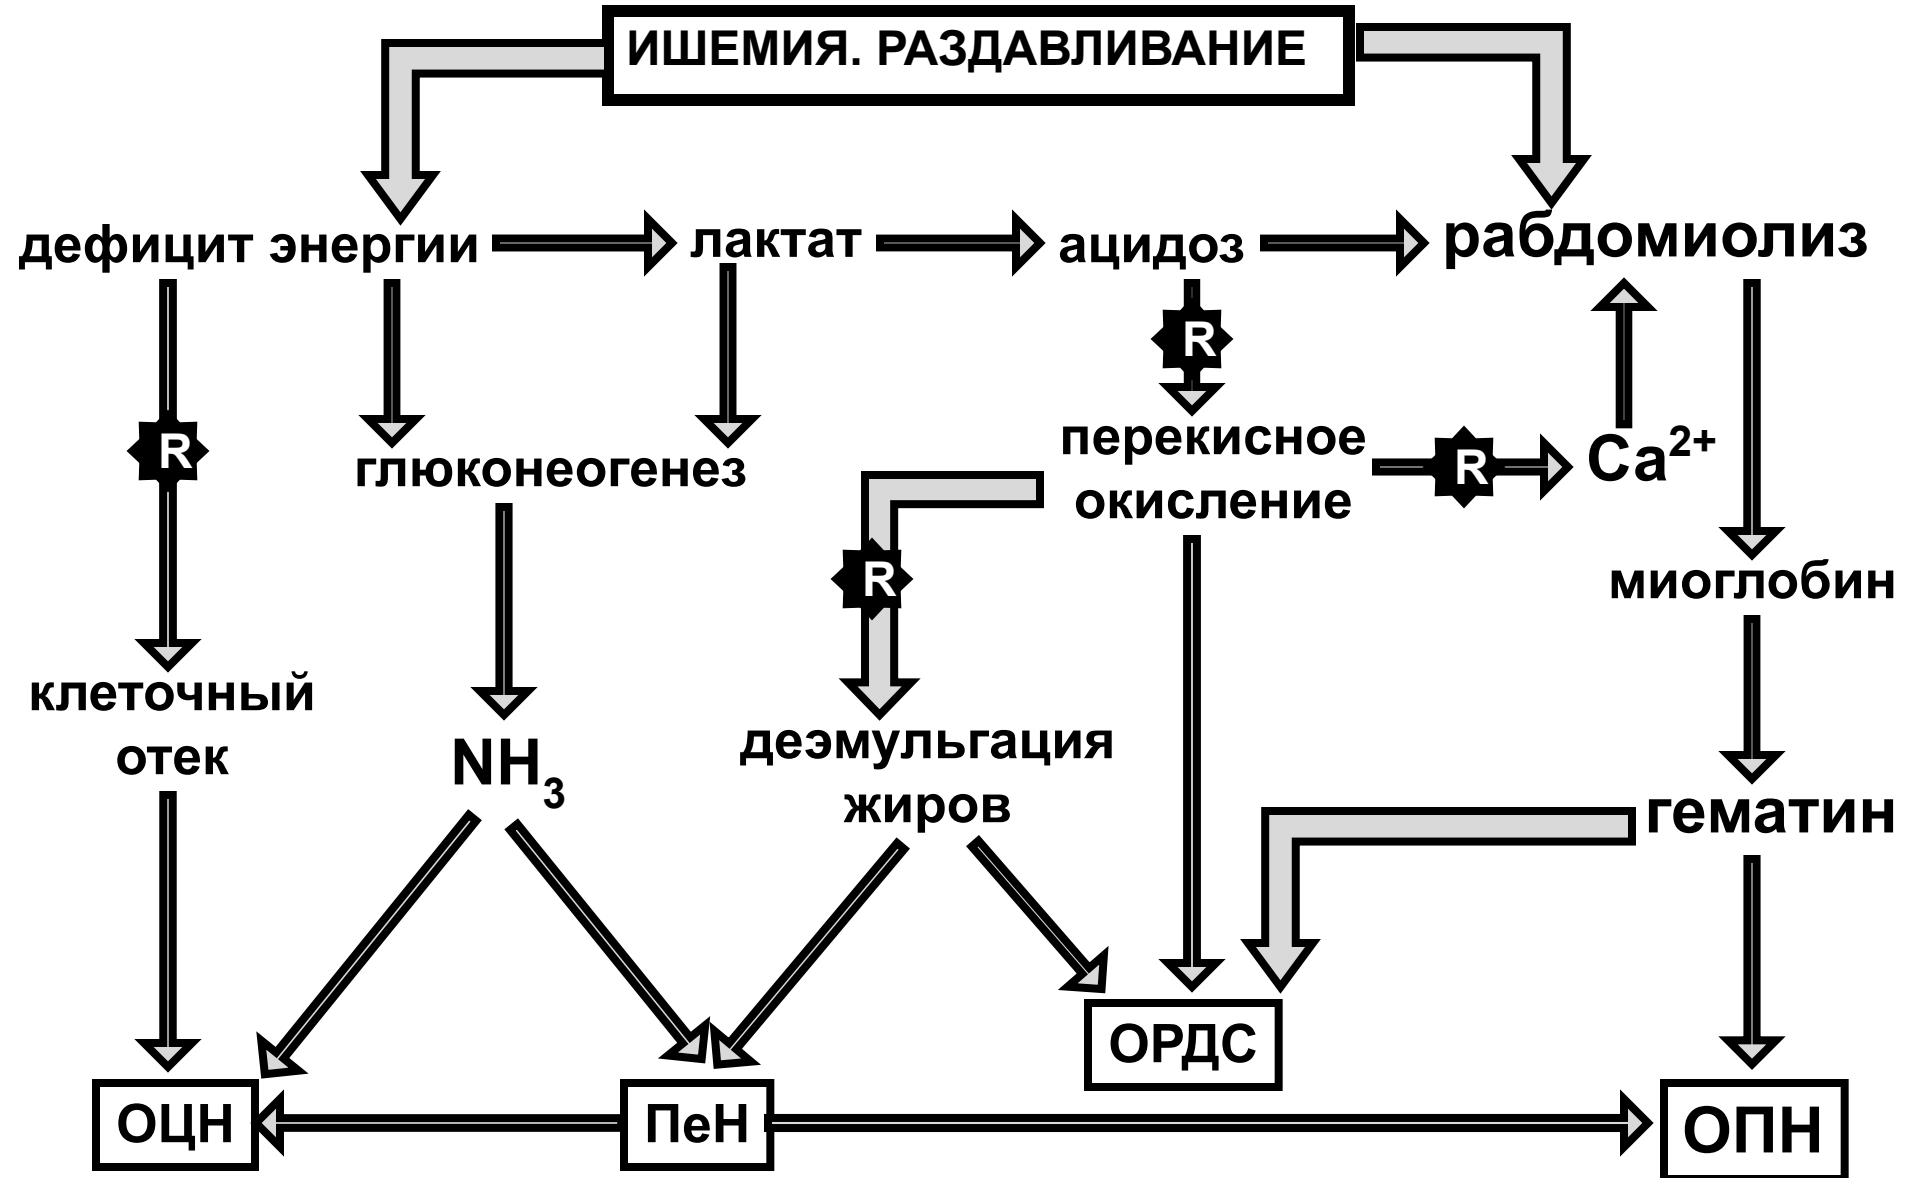 ИШЕМИЯ. РАЗДАВЛИВАНИЕ
дефицит энергии
лактат
ацидоз
рабдомиолиз
R
R
глюконеогенез
перекисное
окисление
R
Ca²⁺
R
миоглобин
клеточный
отек
NH₃
деэмульгация
жиров
гематин
ОРДС
ОЦН
ПеН
ОПН